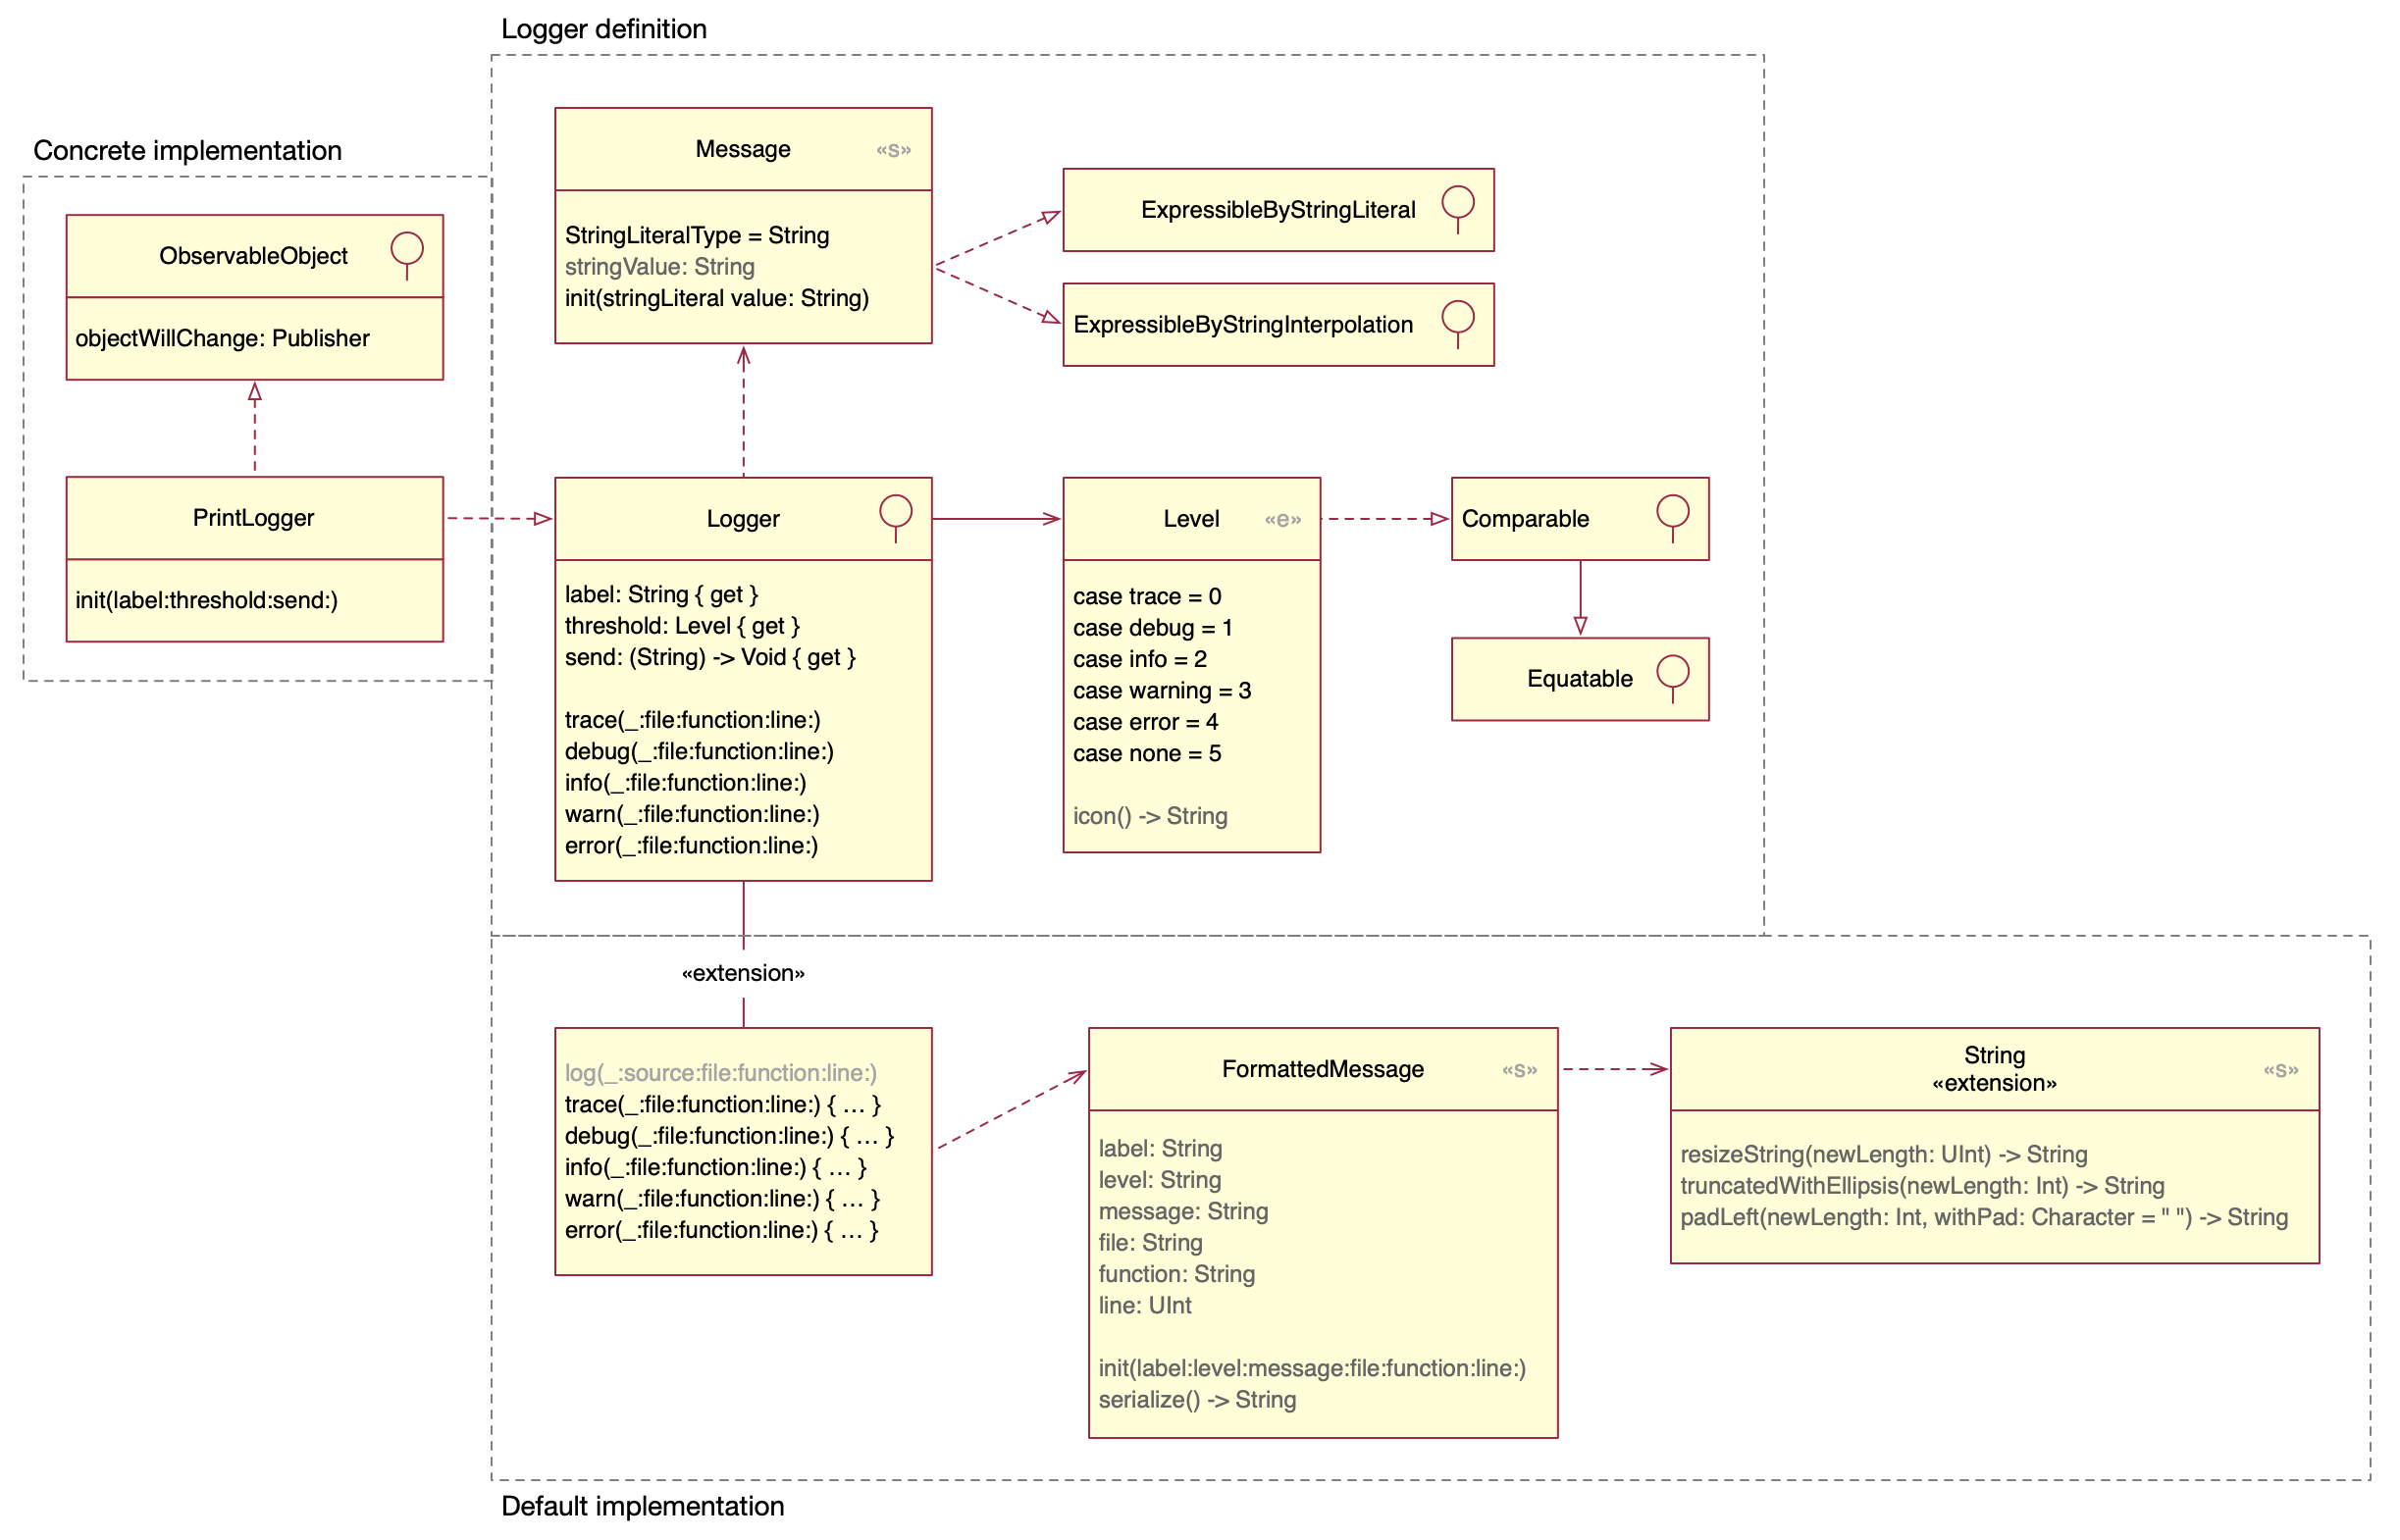 Logger definition
Concrete implementation
Message «s»
StringLiteralType = String
stringValue: String
init(stringLiteral value: String)
ExpressibleByStringLiteral
ExpressibleByStringInterpolation
ObservableObject
objectWillChange: Publisher
PrintLogger
init(label:threshold:send:)
Logger
label: String { get }
threshold: Level { get }
send: (String) -> Void { get }
trace(_:file:function:line:)
debug(_:file:function:line:)
info(_:file:function:line:)
warn(_:file:function:line:)
error(_:file:function:line:)
Level «e»
case trace = 0
case debug = 1
case info = 2
case warning = 3
case error = 4
case none = 5
icon() -> String
Comparable
Equatable
«extension»
log(_:source:file:function:line:)
trace(_:file:function:line:) { … }
debug(_:file:function:line:) { … }
info(_:file:function:line:) { … }
warn(_:file:function:line:) { … }
error(_:file:function:line:) { … }
FormattedMessage «s»
label: String
level: String
message: String
file: String
function: String
line: UInt
init(label:level:message:file:function:line:)
serialize() -> String
String
«extension» «s»
resizeString(newLength: UInt) -> String
truncatedWithEllipsis(newLength: Int) -> String
padLeft(newLength: Int, withPad: Character = " ") -> String
Default implementation